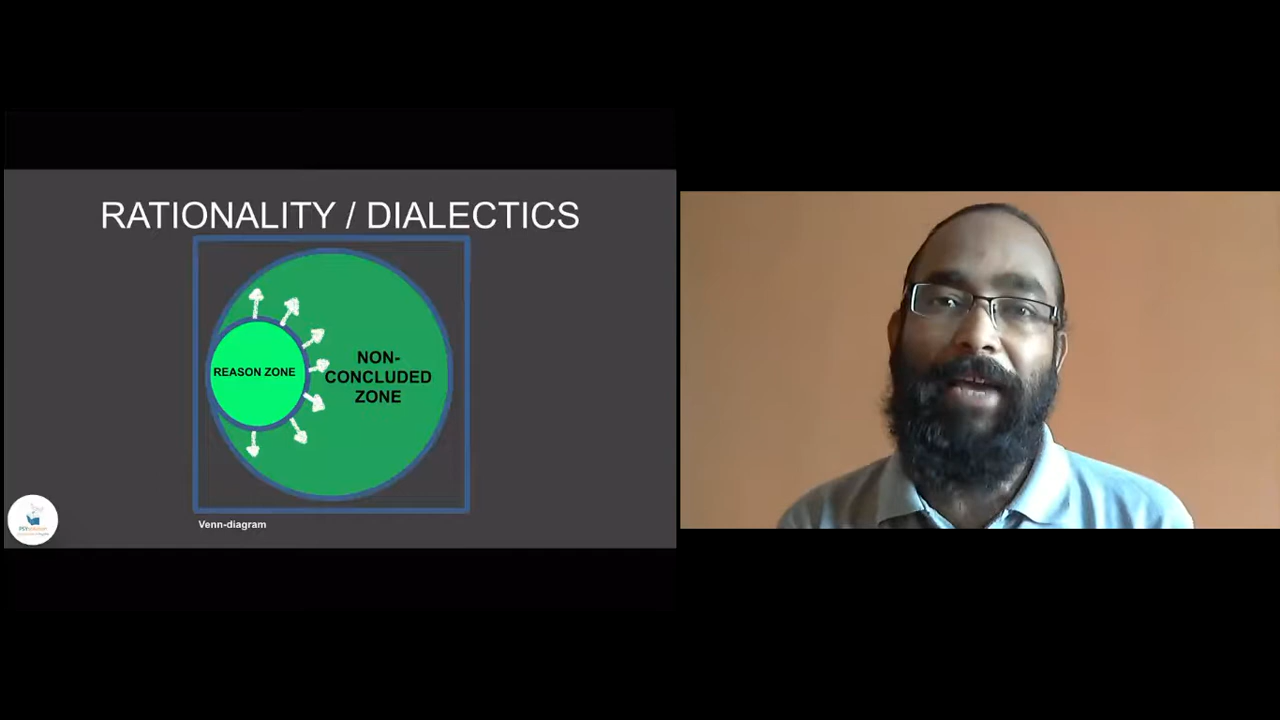 RATIONALITY / DIALECTICS
REASON ZONE
NON-
CONCLUDED
ZONE
Venn-diagram